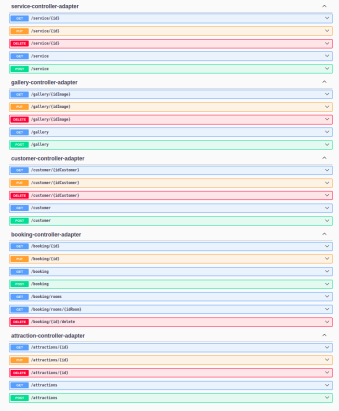 service-controller-adapter
GET /service/{id}
PUT /service/{id}
DELETE /service/{id}
GET /service
POST /service
gallery-controller-adapter
GET /gallery/{idImage}
PUT /gallery/{idImage}
DELETE /gallery/{idImage}
GET /gallery
POST /gallery
customer-controller-adapter
GET /customer/{idCustomer}
PUT /customer/{idCustomer}
DELETE /customer/{idCustomer}
GET /customer
POST /customer
booking-controller-adapter
GET /booking/{id}
PUT /booking/{id}
GET /booking
POST /booking
GET /booking/rooms
GET /booking/rooms/{idRoom}
DELETE /booking/{id}/delete
attraction-controller-adapter
GET /attractions/{id}
PUT /attractions/{id}
DELETE /attractions/{id}
GET /attractions
POST /attractions